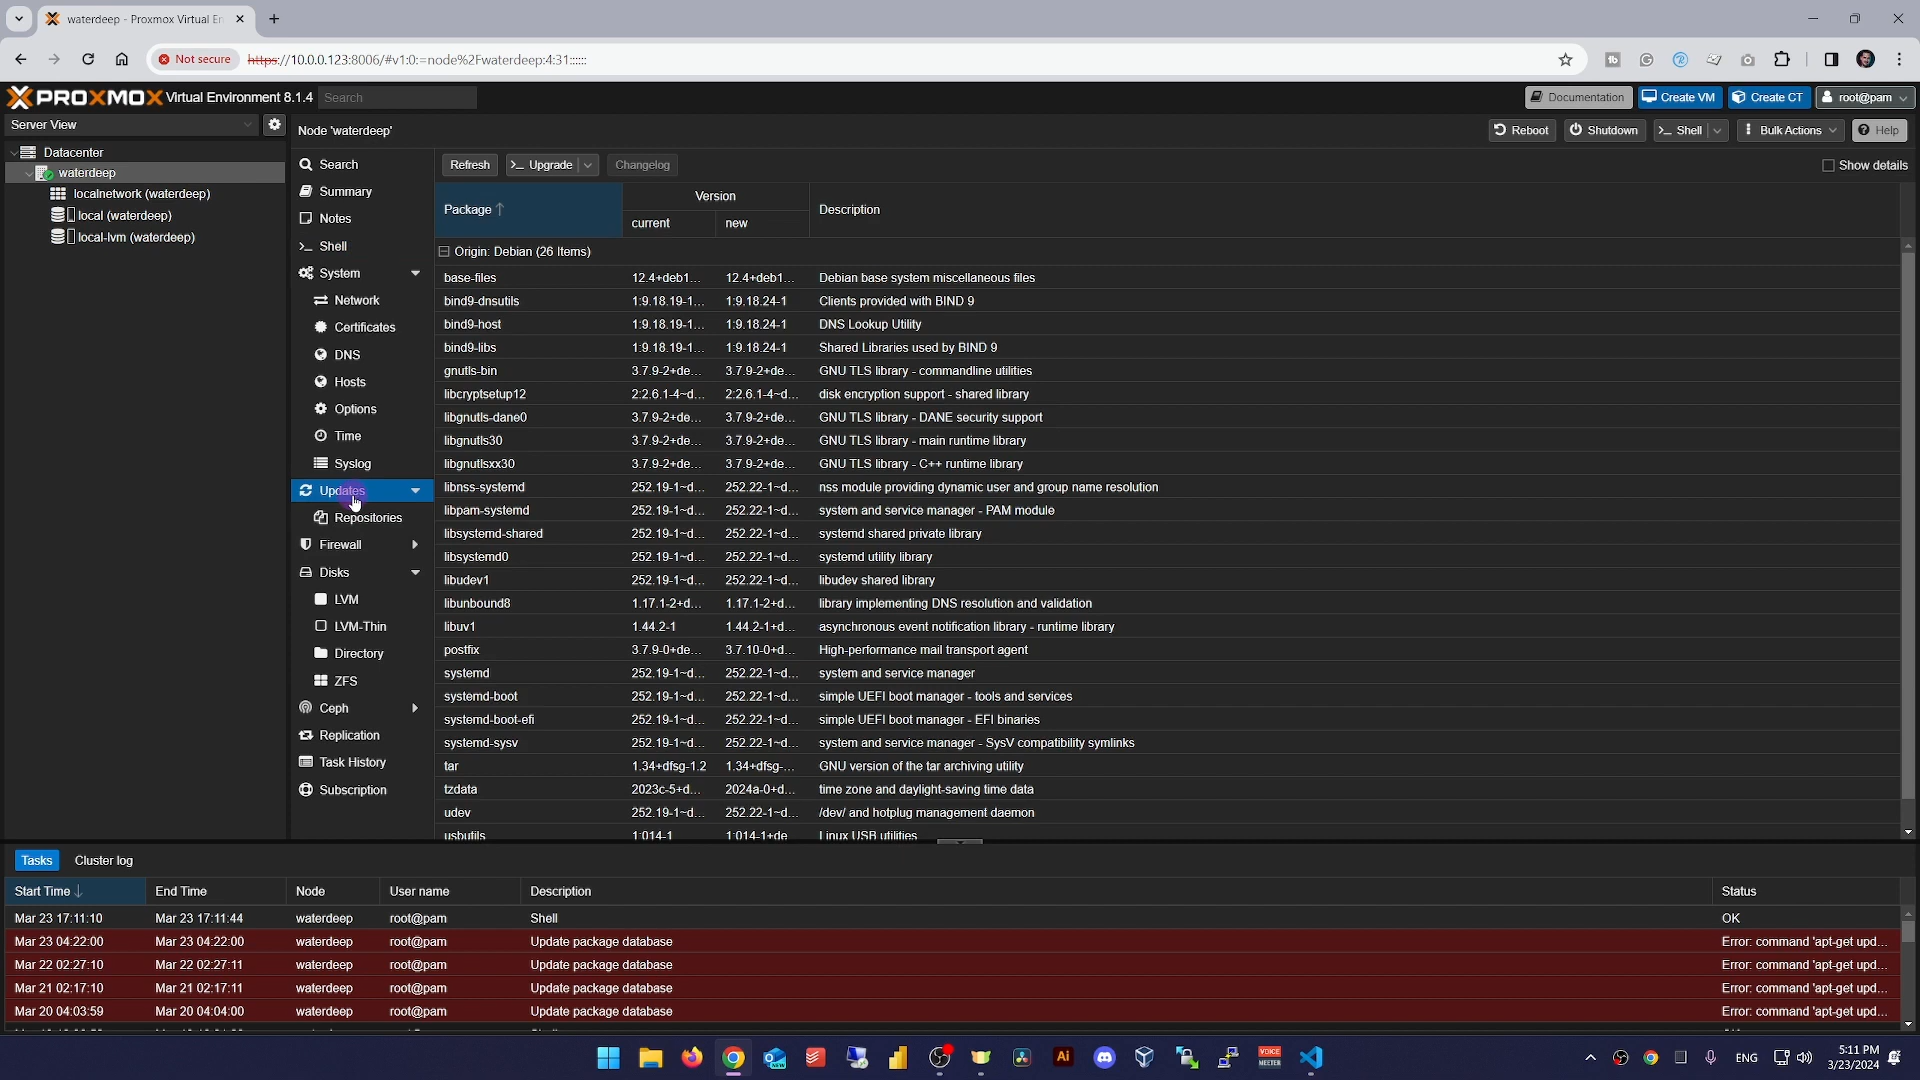 waterdeep - Proxmox Virtual En
Not secure https://10.0.0.123:8006/#v1:0:=node%2Fwaterdeep:4:31::::::
PROXMOX Virtual Environment 8.1.4 Search Documentation Create VM Create CT root@pam
Server View
Node 'waterdeep' Reboot Shutdown >_ Shell Bulk Actions Help
Datacenter
waterdeep
localnetwork (waterdeep)
local (waterdeep)
local-lvm (waterdeep)
Search
Summary
Notes
>_ Shell
System
Network
Certificates
DNS
Hosts
Options
Time
Syslog
Updates
Repositories
Firewall
Disks
LVM
LVM-Thin
Directory
ZFS
Ceph
Replication
Task History
Subscription
Refresh >_ Upgrade Changelog Show details
Package ↑ Version Description
current new
Origin: Debian (26 Items)
base-files 12.4+deb1... 12.4+deb1... Debian base system miscellaneous files
bind9-dnsutils 1:9.18.19-1... 1:9.18.24-1 Clients provided with BIND 9
bind9-host 1:9.18.19-1... 1:9.18.24-1 DNS Lookup Utility
bind9-libs 1:9.18.19-1... 1:9.18.24-1 Shared Libraries used by BIND 9
gnutls-bin 3.7.9-2+de... 3.7.9-2+de... GNU TLS library - commandline utilities
libcryptsetup12 2:2.6.1-4~d... 2:2.6.1-4~d... disk encryption support - shared library
libgnutls-dane0 3.7.9-2+de... 3.7.9-2+de... GNU TLS library - DANE security support
libgnutls30 3.7.9-2+de... 3.7.9-2+de... GNU TLS library - main runtime library
libgnutlsxx30 3.7.9-2+de... 3.7.9-2+de... GNU TLS library - C++ runtime library
libnss-systemd 252.19-1~d... 252.22-1~d... nss module providing dynamic user and group name resolution
libpam-systemd 252.19-1~d... 252.22-1~d... system and service manager - PAM module
libsystemd-shared 252.19-1~d... 252.22-1~d... systemd shared private library
libsystemd0 252.19-1~d... 252.22-1~d... systemd utility library
libudev1 252.19-1~d... 252.22-1~d... libudev shared library
libunbound8 1.17.1-2+d... 1.17.1-2+d... library implementing DNS resolution and validation
libuv1 1.44.2-1 1.44.2-1+d... asynchronous event notification library - runtime library
postfix 3.7.9-0+de... 3.7.10-0+d... High-performance mail transport agent
systemd 252.19-1~d... 252.22-1~d... system and service manager
systemd-boot 252.19-1~d... 252.22-1~d... simple UEFI boot manager - tools and services
systemd-boot-efi 252.19-1~d... 252.22-1~d... simple UEFI boot manager - EFI binaries
systemd-sysv 252.19-1~d... 252.22-1~d... system and service manager - SysV compatibility symlinks
tar 1.34+dfsg-1.2 1.34+dfsg-... GNU version of the tar archiving utility
tzdata 2023c-5+d... 2024a-0+d... time zone and daylight-saving time data
udev 252.19-1~d... 252.22-1~d... /dev/ and hotplug management daemon
usbutils 1:014-1 1:014-1+de Linux USB utilities
Tasks Cluster log
Start Time ↓ End Time Node User name Description Status
Mar 23 17:11:10 Mar 23 17:11:44 waterdeep root@pam Shell OK
Mar 23 04:22:00 Mar 23 04:22:00 waterdeep root@pam Update package database Error: command 'apt-get upd...
Mar 22 02:27:10 Mar 22 02:27:11 waterdeep root@pam Update package database Error: command 'apt-get upd...
Mar 21 02:17:10 Mar 21 02:17:11 waterdeep root@pam Update package database Error: command 'apt-get upd...
Mar 20 04:03:59 Mar 20 04:04:00 waterdeep root@pam Update package database Error: command 'apt-get upd...
NEW Ai VOICE MEETER ENG 5:11 PM
3/23/2024